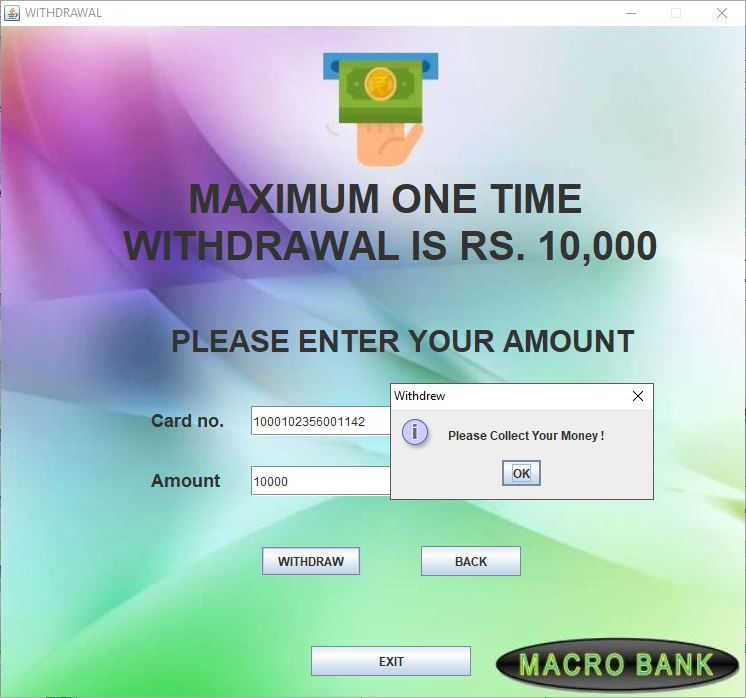 WITHDRAWAL
MAXIMUM ONE TIME
WITHDRAWAL IS RS. 10,000
PLEASE ENTER YOUR AMOUNT
Withdrew
Card no.
1000102356001142
Please Collect Your Money !
OK
Amount
10000
WITHDRAW
BACK
EXIT
MACRO BANK